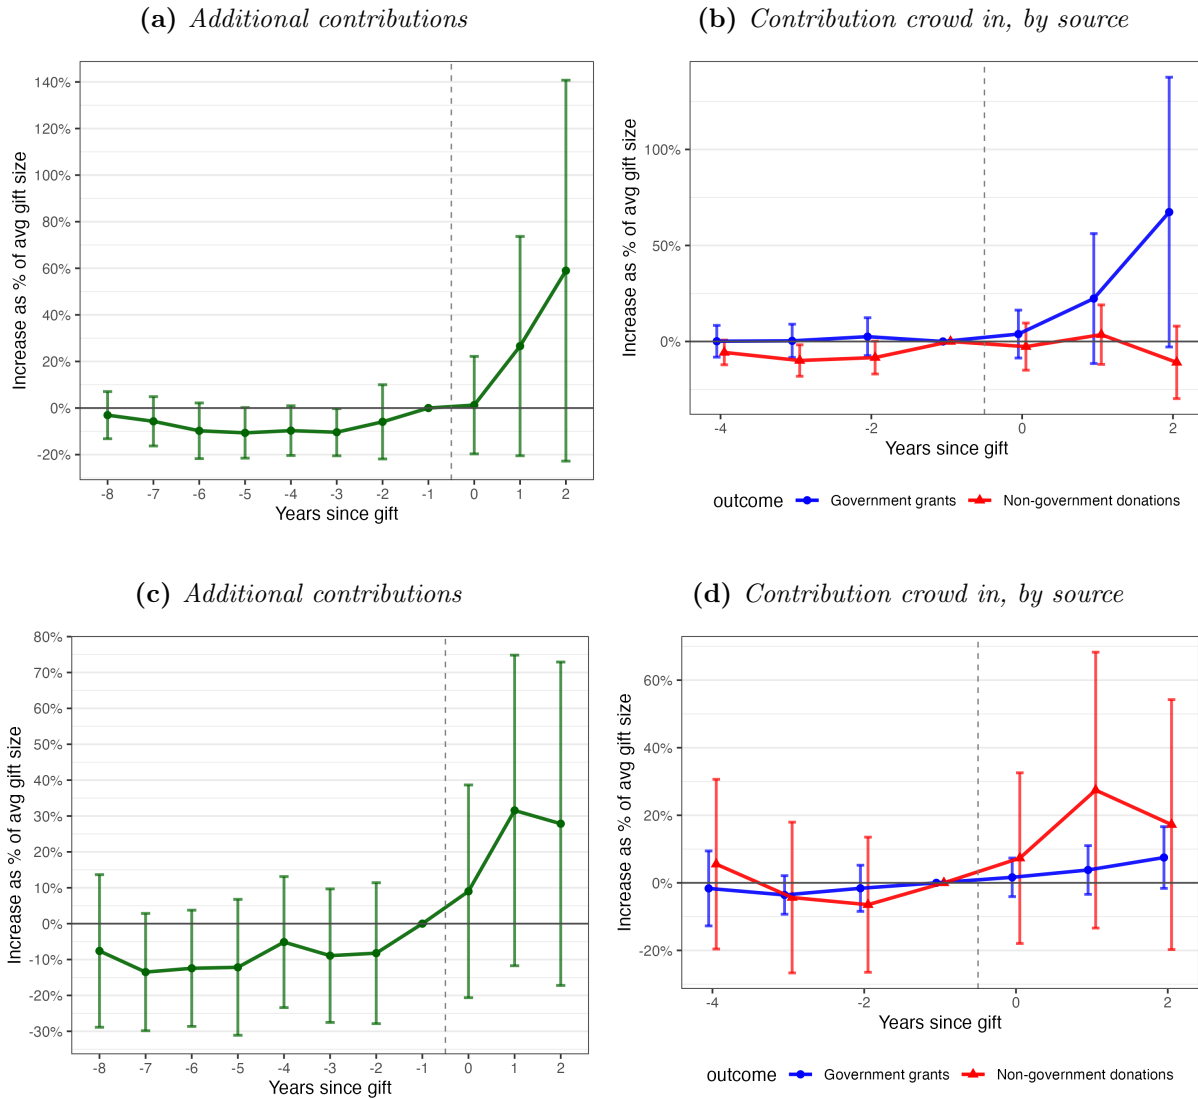 (a) Additional contributions
Increase as % of avg gift size
140%
120%
100%
80%
60%
40%
20%
0%
-20%
-8 -7 -6 -5 -4 -3 -2 -1 0 1 2
Years since gift
(b) Contribution crowd in, by source
Increase as % of avg gift size
100%
50%
0%
-4 -2 0 2
Years since gift
outcome Government grants Non-government donations
(c) Additional contributions
Increase as % of avg gift size
80%
70%
60%
50%
40%
30%
20%
10%
0%
-10%
-20%
-30%
-8 -7 -6 -5 -4 -3 -2 -1 0 1 2
Years since gift
(d) Contribution crowd in, by source
Increase as % of avg gift size
60%
40%
20%
0%
-20%
-4 -2 0 2
Years since gift
outcome Government grants Non-government donations